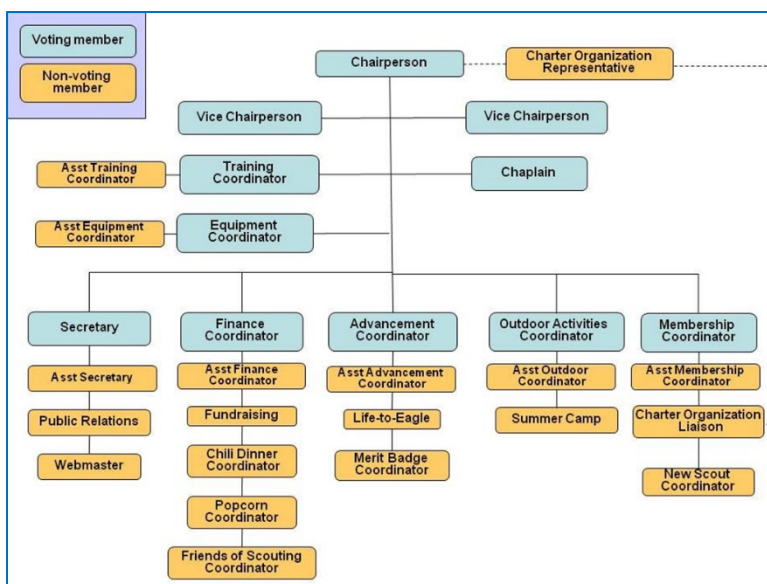 Voting member
Non-voting
member
Chairperson
Charter Organization
Representative
Vice Chairperson
Vice Chairperson
Asst Training
Coordinator
Training
Coordinator
Chaplain
Asst Equipment
Coordinator
Equipment
Coordinator
Secretary
Finance
Coordinator
Advancement
Coordinator
Outdoor Activities
Coordinator
Membership
Coordinator
Asst Secretary
Asst Finance
Coordinator
Asst Advancement
Coordinator
Asst Outdoor
Coordinator
Asst Membership
Coordinator
Public Relations
Fundraising
Life-to-Eagle
Summer Camp
Charter Organization
Liaison
Webmaster
Chili Dinner
Coordinator
Merit Badge
Coordinator
New Scout
Coordinator
Popcorn
Coordinator
Friends of Scouting
Coordinator